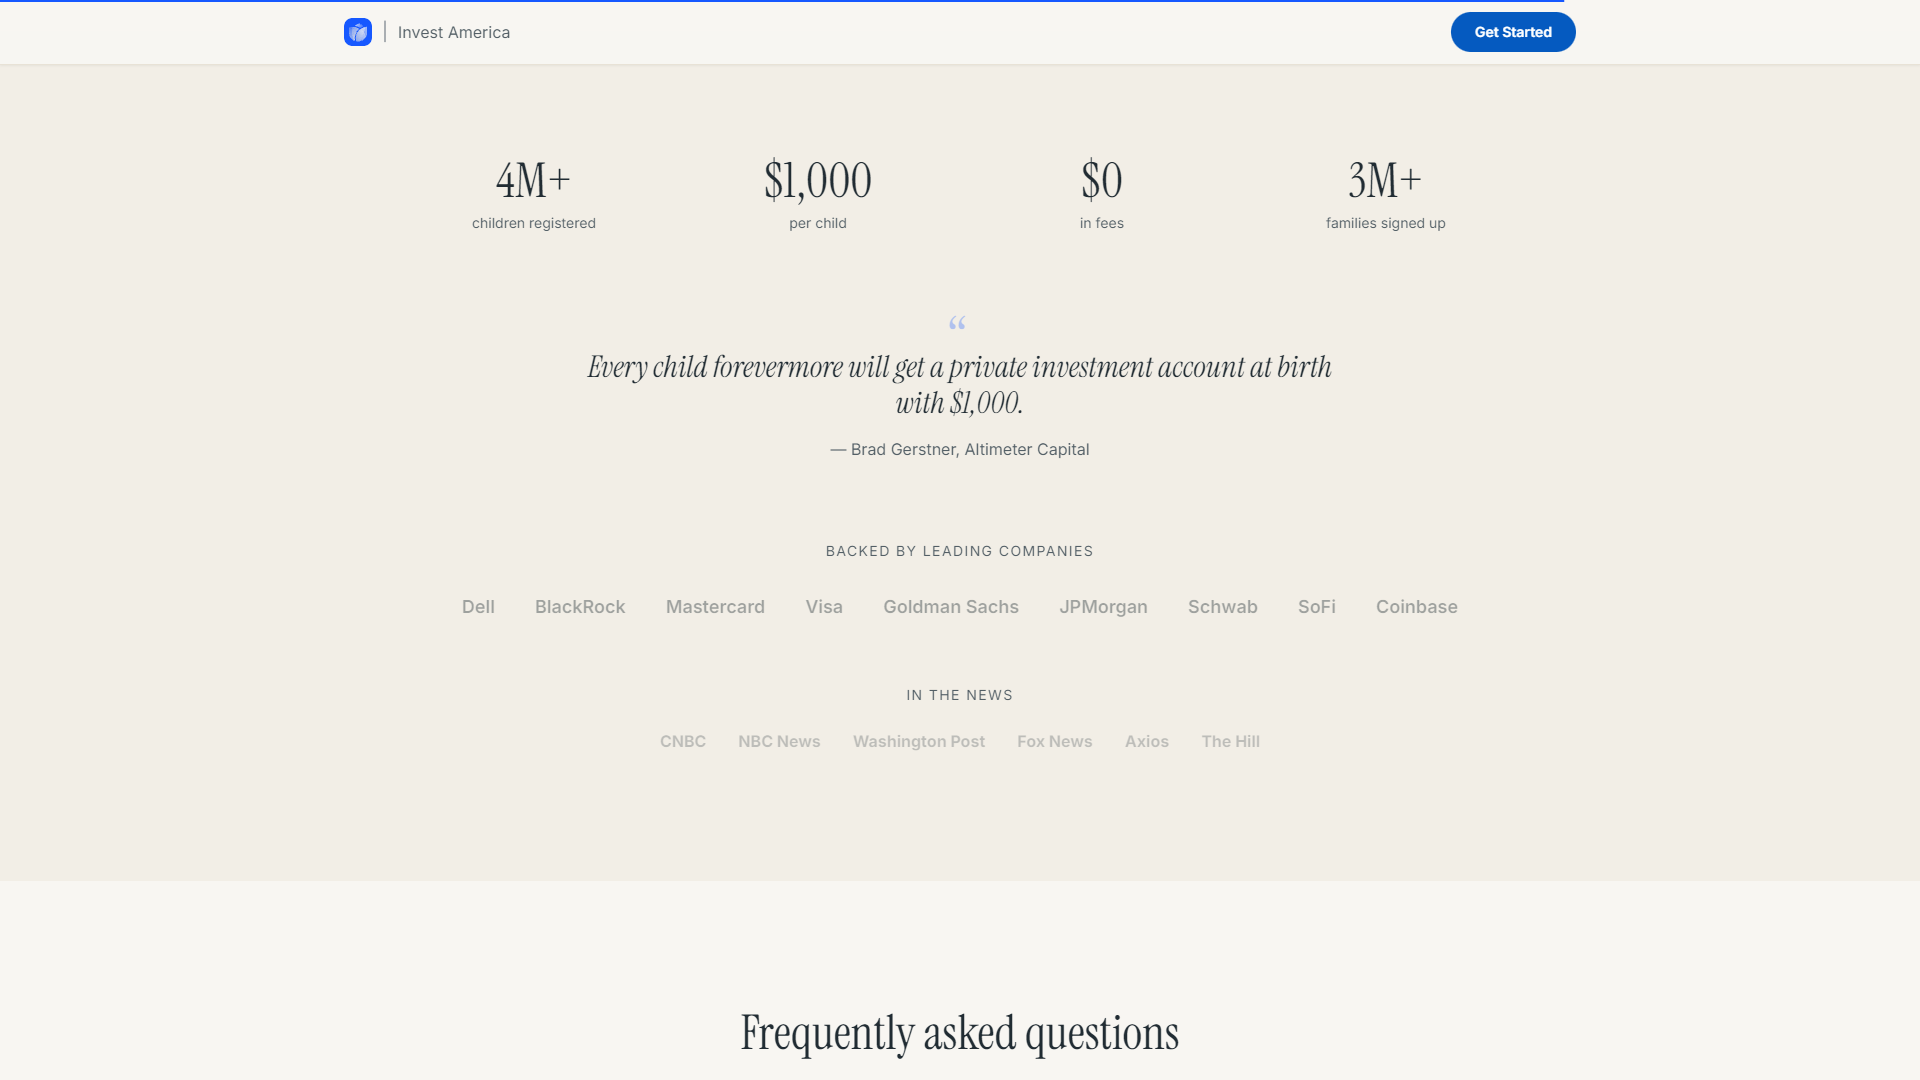 Invest America
Get Started
4M+
children registered
$1,000
per child
$0
in fees
3M+
families signed up
“
Every child forevermore will get a private investment account at birth
with $1,000.
— Brad Gerstner, Altimeter Capital
BACKED BY LEADING COMPANIES
Dell BlackRock Mastercard Visa Goldman Sachs JPMorgan Schwab SoFi Coinbase
IN THE NEWS
CNBC NBC News Washington Post Fox News Axios The Hill
Frequently asked questions